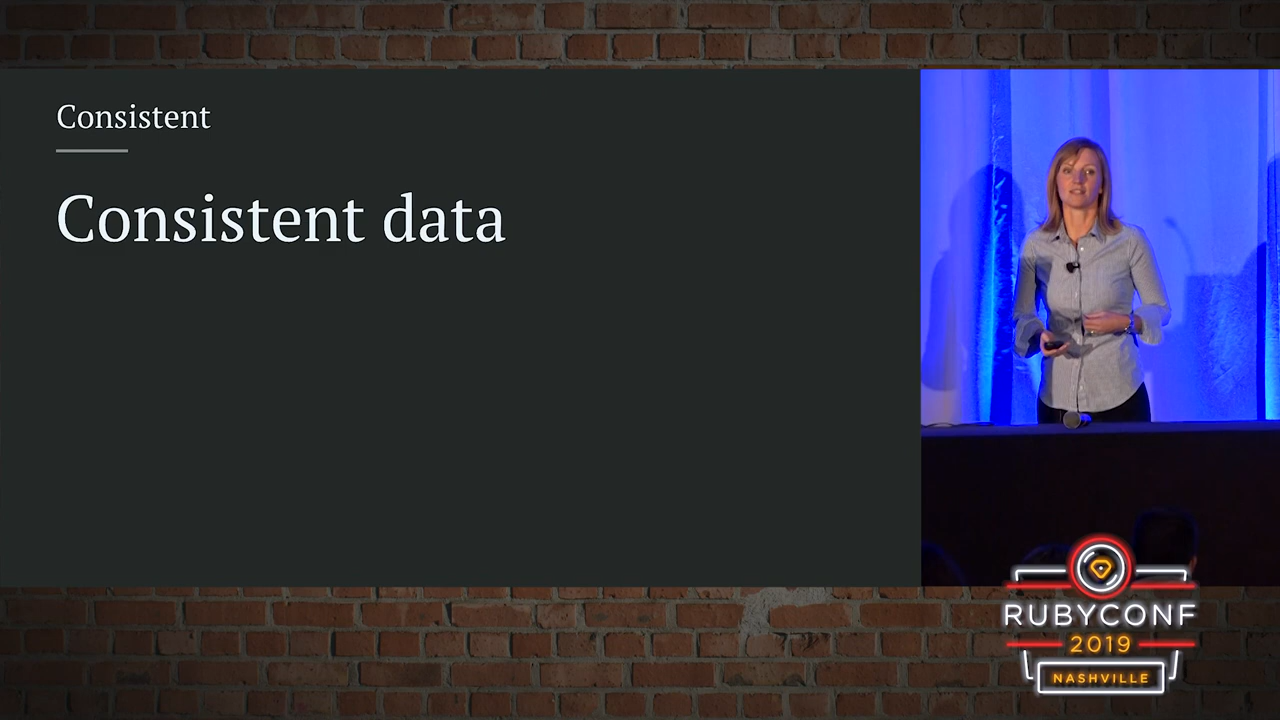 Consistent
Consistent data
RUBYCONF
2019
NASHVILLE